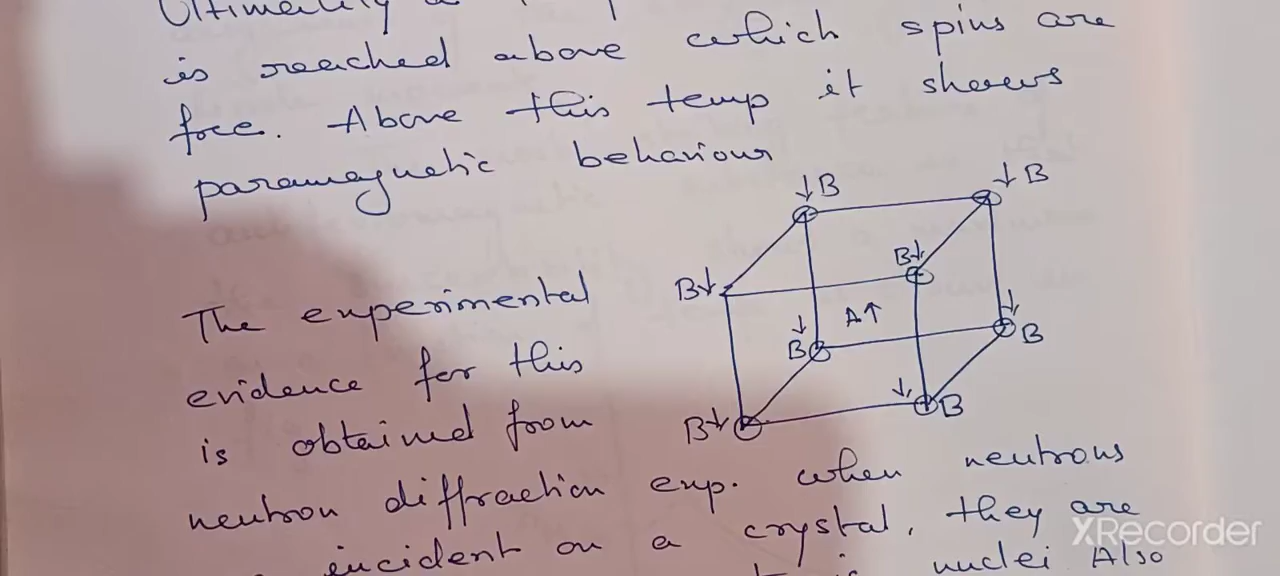 Ultimately a
is reached above which spins are
free. Above this temp it shows
paramagnetic behaviour
↓B
↓B
B↓
B↓
A↑
↓
B
↓
B
B↓
↓
B
The experimental
evidence for this
is obtained from
neutron diffraction exp. when neutrons
incident on a crystal, they are
nuclei Also
XRecorder